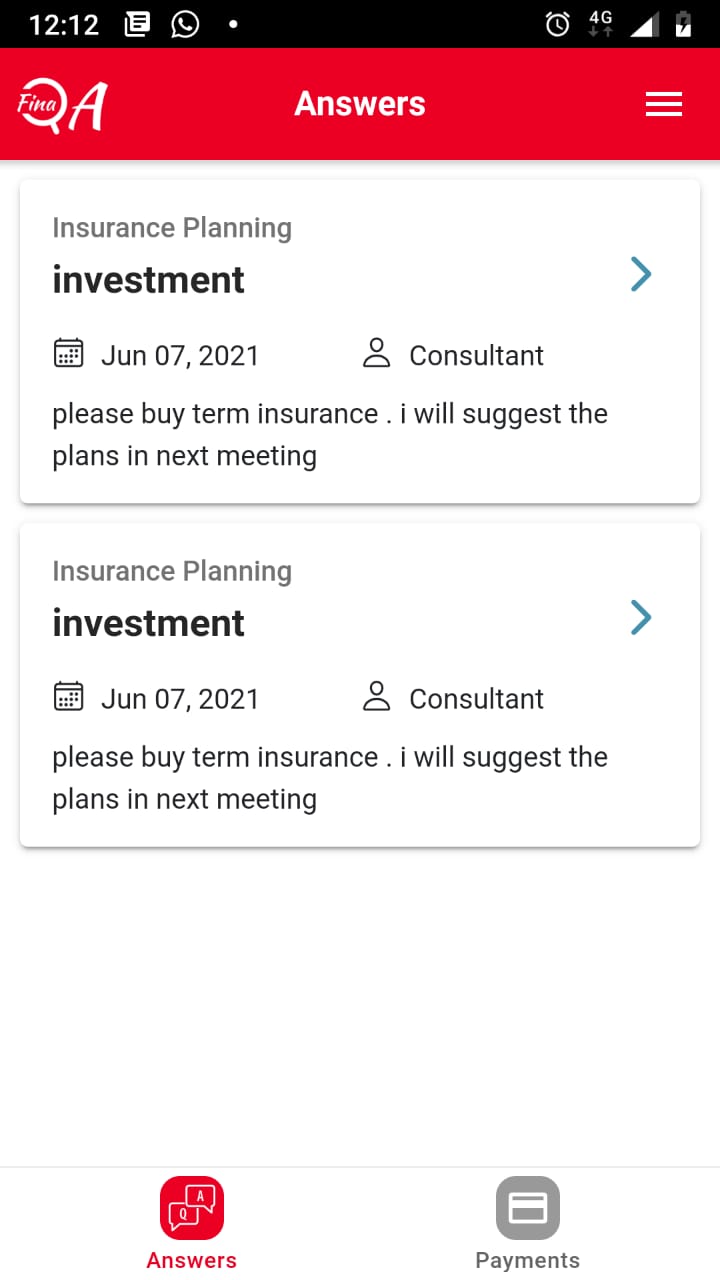 12:12
4G
Fina QA
Answers
Insurance Planning
investment
Jun 07, 2021 Consultant
please buy term insurance . i will suggest the
plans in next meeting
Insurance Planning
investment
Jun 07, 2021 Consultant
please buy term insurance . i will suggest the
plans in next meeting
Q A
Answers Payments